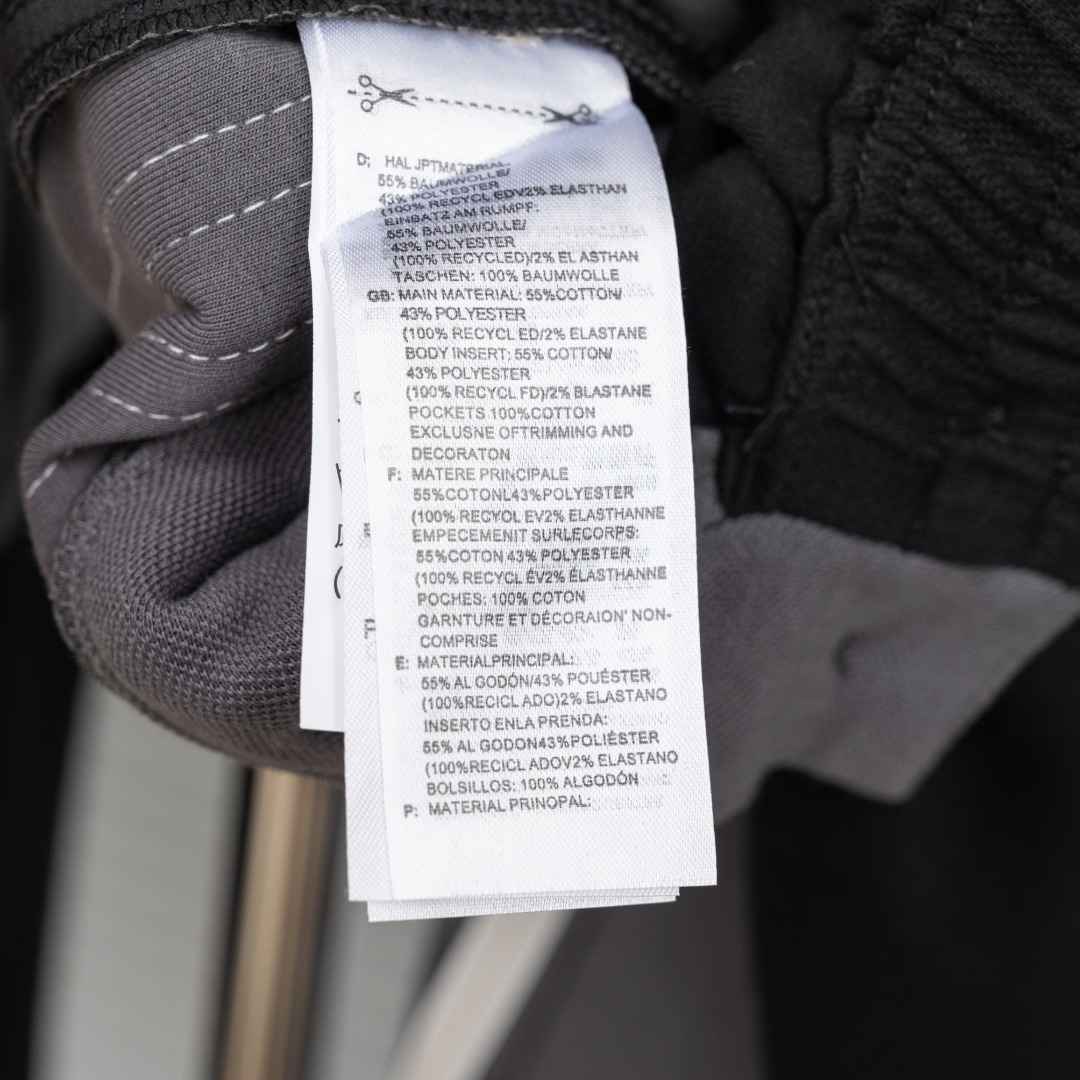 D: HAL JPTMATERIAL
55% BAUMWOLLE/
43% POLYESTER
(100% RECYCL EDV2% ELASTHAN
EINSATZ AM RUMPF:
55% BAUMWOLLE/
43% POLYESTER
(100% RECYCLED)/2% EL ASTHAN
TASCHEN: 100% BAUMWOLLE
GB: MAIN MATERIAL: 55%COTTON/
43% POLYESTER
(100% RECYCL ED/2% ELASTANE
BODY INSERT: 55% COTTON/
43% POLYESTER
(100% RECYCL FD)/2% BLASTANE
POCKETS 100%COTTON
EXCLUSNE OFTRIMMING AND
DECORATON
F: MATERE PRINCIPALE
55%COTONL43%POLYESTER
(100% RECYOL EV2% ELASTHANNE
EMPECEMENIT SURLECORPS:
55%COTON 43% POLYESTER
(100% RECYCL ÉV2% ÉLASTHANNE
POCHES: 100% COTON
GARNTURE ET DÉCORAION' NON-
COMPRISE
E: MATERIALPRINCIPAL:
55% AL GODÓN/43% POUÉSTER
(100%RECICL ADO)2% ELASTANO
INSERTO ENLA PRENDA:
55% AL GODON43%POLIÉSTER
(100%RECICL ADOV2% ELASTANO
BOLSILLOS: 100% ALGODÓN
P: MATERIAL PRINOPAL: